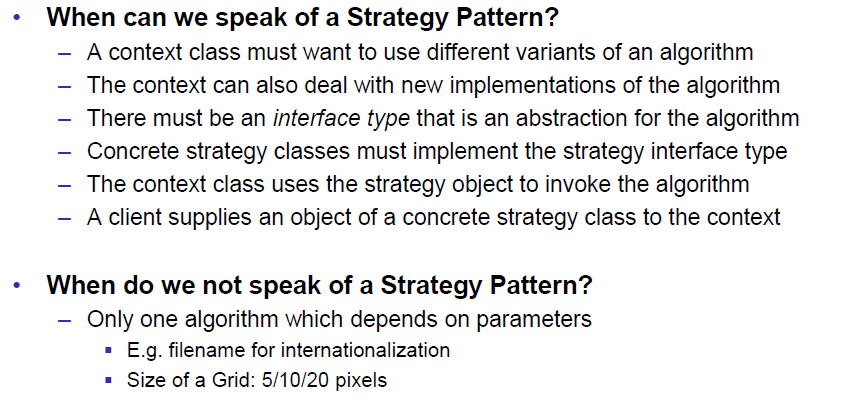 • When can we speak of a Strategy Pattern?
– A context class must want to use different variants of an algorithm
– The context can also deal with new implementations of the algorithm
– There must be an interface type that is an abstraction for the algorithm
– Concrete strategy classes must implement the strategy interface type
– The context class uses the strategy object to invoke the algorithm
– A client supplies an object of a concrete strategy class to the context
• When do we not speak of a Strategy Pattern?
– Only one algorithm which depends on parameters
▪ E.g. filename for internationalization
▪ Size of a Grid: 5/10/20 pixels